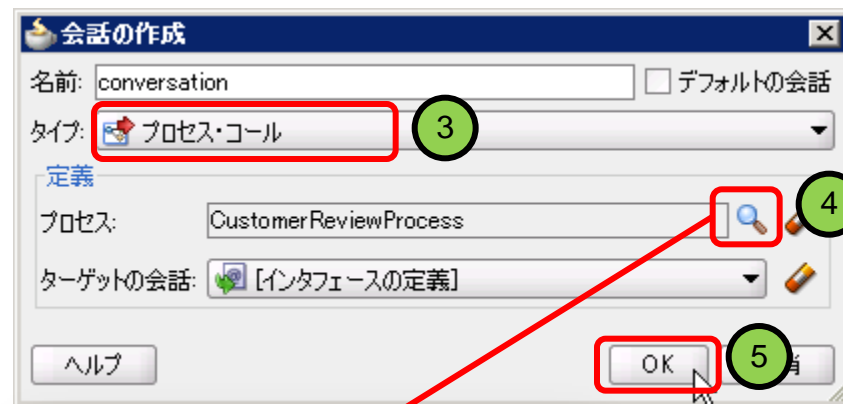 会話の作成
名前: conversation デフォルトの会話
タイプ: プロセス・コール 3
定義
プロセス: CustomerReviewProcess 4
ターゲットの会話: [インタフェースの定義]
ヘルプ OK 5 消